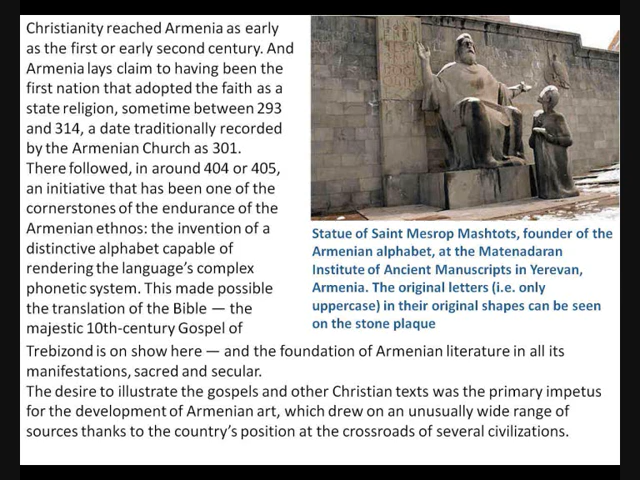 Christianity reached Armenia as early
as the first or early second century. And
Armenia lays claim to having been the
first nation that adopted the faith as a
state religion, sometime between 293
and 314, a date traditionally recorded
by the Armenian Church as 301.
There followed, in around 404 or 405,
an initiative that has been one of the
cornerstones of the endurance of the
Armenian ethnos: the invention of a
distinctive alphabet capable of
rendering the language’s complex
phonetic system. This made possible
the translation of the Bible — the
majestic 10th-century Gospel of
Trebizond is on show here — and the foundation of Armenian literature in all its
manifestations, sacred and secular.
The desire to illustrate the gospels and other Christian texts was the primary impetus
for the development of Armenian art, which drew on an unusually wide range of
sources thanks to the country’s position at the crossroads of several civilizations.
Statue of Saint Mesrop Mashtots, founder of the
Armenian alphabet, at the Matenadaran
Institute of Ancient Manuscripts in Yerevan,
Armenia. The original letters (i.e. only
uppercase) in their original shapes can be seen
on the stone plaque